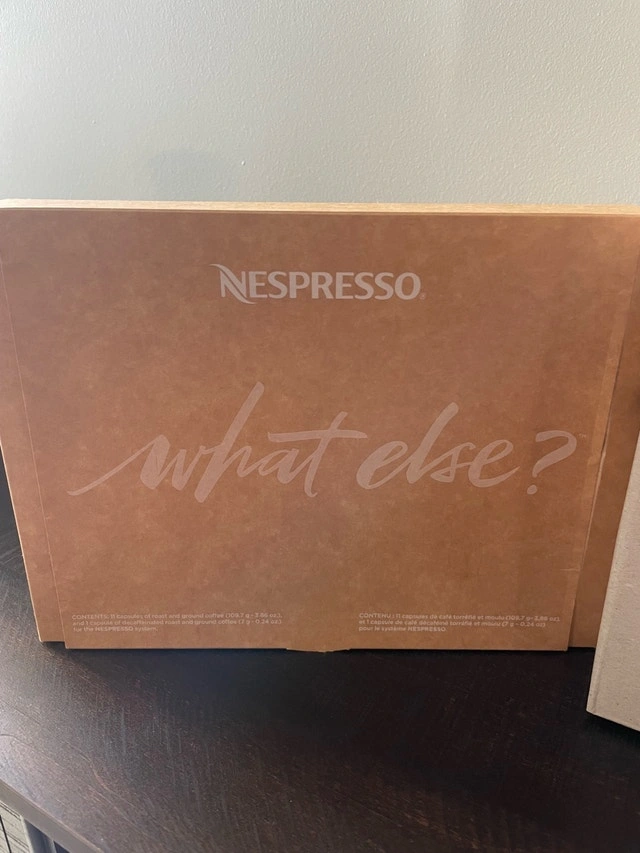 NESPRESSO
what else?
CONTENTS: 11 capsules of roast and ground coffee (109.7 g - 3.86 oz),
and 1 capsule of decaffeinated roast and ground coffee (7 g - 0.24 oz)
for the NESPRESSO system.
CONTENU : 11 capsules de café torréfié et moulu (109.7 g - 3.86 oz),
et 1 capsule de café décaféiné torréfié et moulu (7 g - 0.24 oz)
pour le système NESPRESSO.